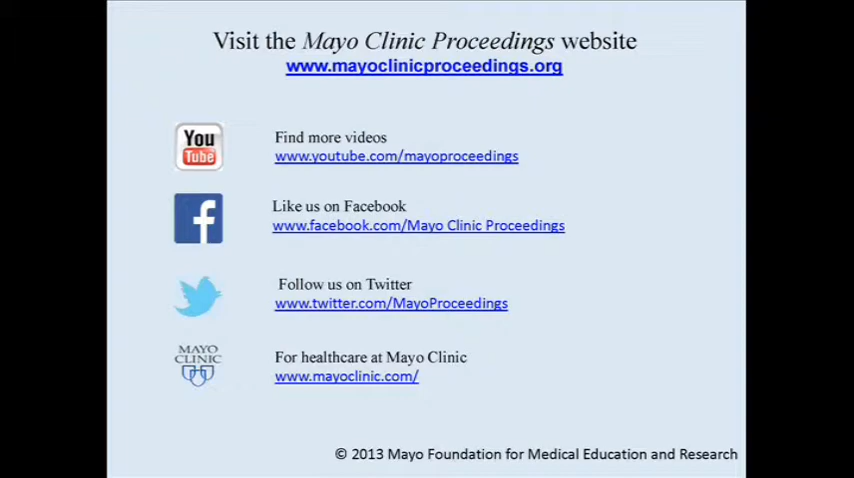 Visit the Mayo Clinic Proceedings website
www.mayoclinicproceedings.org
You
Tube
Find more videos
www.youtube.com/mayoproceedings
f
Like us on Facebook
www.facebook.com/Mayo Clinic Proceedings
Follow us on Twitter
www.twitter.com/MayoProceedings
MAYO
CLINIC
For healthcare at Mayo Clinic
www.mayoclinic.com/
© 2013 Mayo Foundation for Medical Education and Research